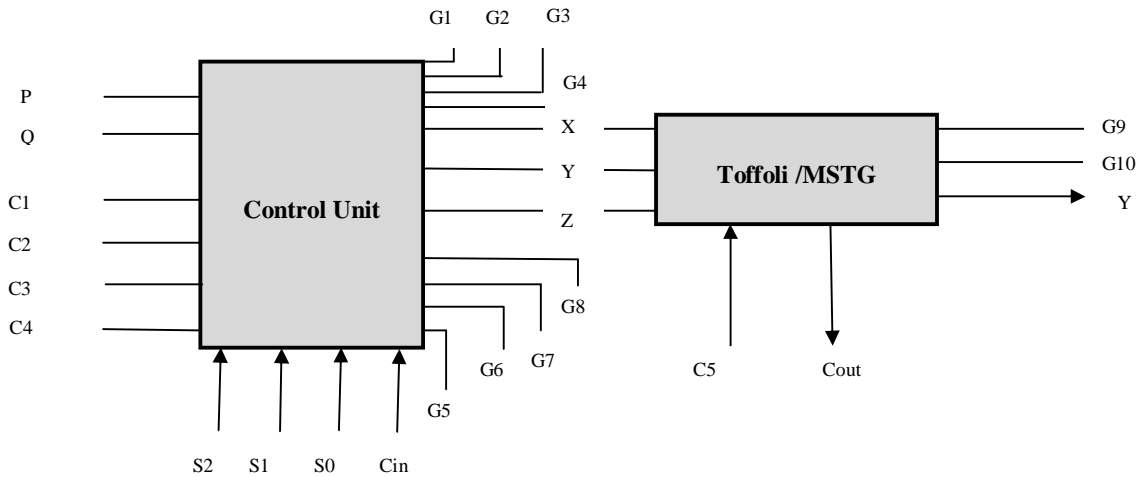 G1 G2 G3
G4
P
Q
X
G9
G10
Y
Z
Toffoli /MSTG
Y
C1
Control Unit
C2
C3
G8
C4
G7
G6
C5
Cout
G5
S2 S1 S0 Cin